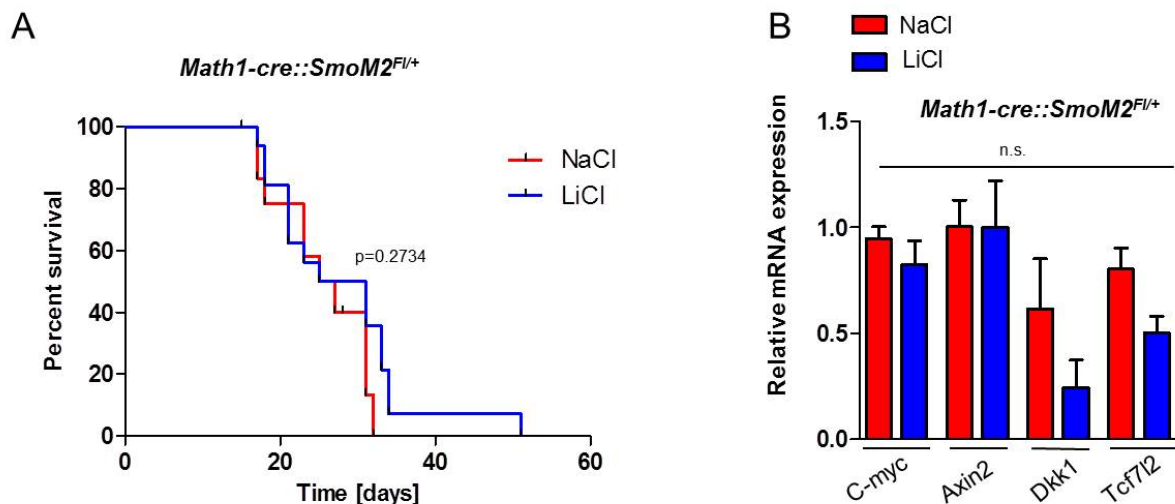 A
Math1-cre::SmoM2Fl/+
Percent survival
100
80
60
40
20
0
0 20 40 60
Time [days]
NaCl
LiCl
p=0.2734
B
NaCl
LiCl
Math1-cre::SmoM2Fl/+
n.s.
Relative mRNA expression
1.5
1.0
0.5
0.0
C-myc Axin2 Dkk1 Tcf7l2